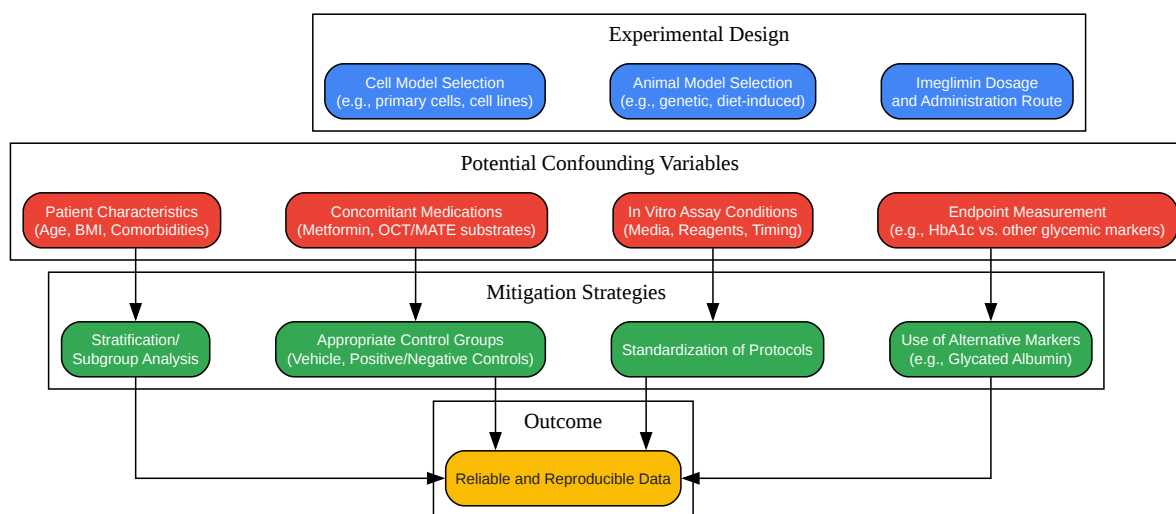 Experimental Design
Cell Model Selection
(e.g., primary cells, cell lines)
Animal Model Selection
(e.g., genetic, diet-induced)
Imeglimin Dosage
and Administration Route
Potential Confounding Variables
Patient Characteristics
(Age, BMI, Comorbidities)
Concomitant Medications
(Metformin, OCT/MATE substrates)
In Vitro Assay Conditions
(Media, Reagents, Timing)
Endpoint Measurement
(e.g., HbA1c vs. other glycemic markers)
Mitigation Strategies
Stratification/
Subgroup Analysis
Appropriate Control Groups
(Vehicle, Positive/Negative Controls)
Standardization of Protocols
Use of Alternative Markers
(e.g., Glycated Albumin)
Outcome
Reliable and Reproducible Data